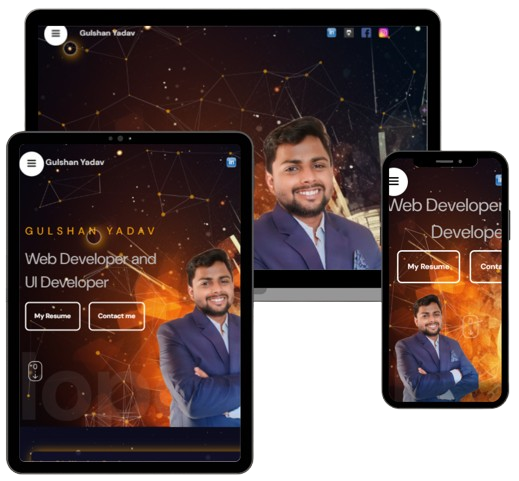 Gulshan Yadav
Gulshan Yadav
GULSHAN YADAV
Web Developer and
UI Developer
My Resume
Contact me
Web Developer
Develope
My Resume
Conta